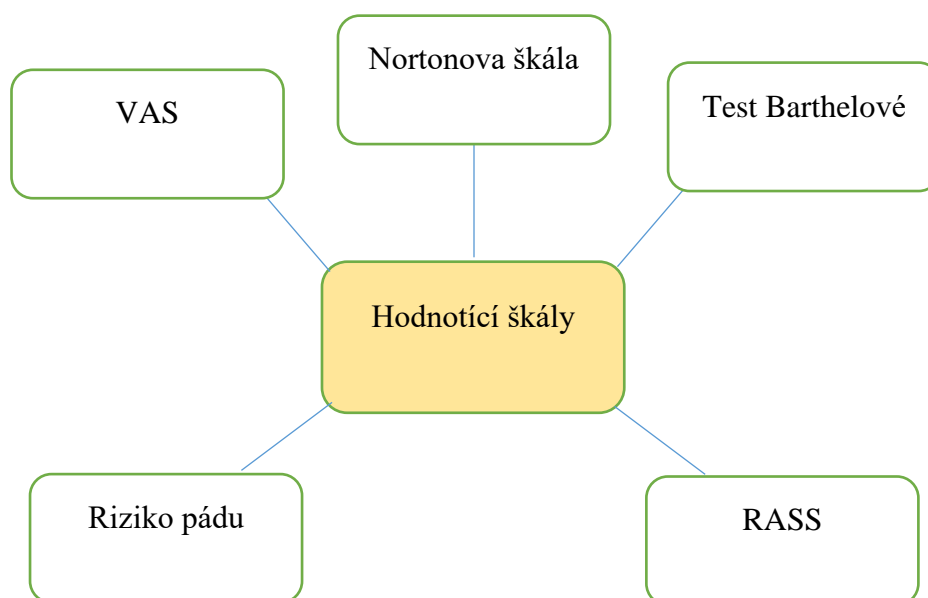 Nortonova škála
VAS
Test Barthelové
Hodnotící škály
Riziko pádu
RASS